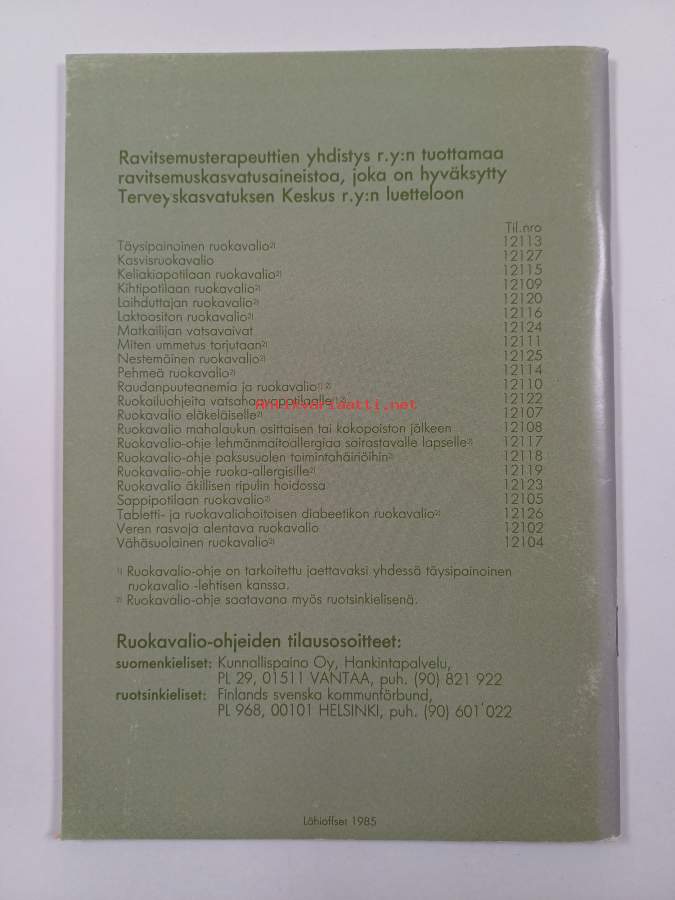 Ravitsemusterapeuttien yhdistys r.y:n tuottamaa
ravitsemuskasvatusaineistoa, joka on hyväksytty
Terveyskasvatuksen Keskus r.y:n luetteloon
Til.nro
Täysipainoinen ruokavalio²⁾ 12113
Kasvisruokavalio 12127
Keliakiapotilaan ruokavalio²⁾ 12115
Kihtipotilaan ruokavalio²⁾ 12109
Laihduttajan ruokavalio²⁾ 12120
Laktoositon ruokavalio²⁾ 12116
Matkailijan vatsavaivat 12124
Miten ummetus torjutaan²⁾ 12111
Nestemäinen ruokavalio²⁾ 12125
Pehmeä ruokavalio²⁾ 12114
Raudanpuuteanemia ja ruokavalio¹⁾ ²⁾ 12110
Ruokailuohjeita vatsahaavapotilaalle¹⁾ ²⁾ 12122
Antikvariaatti.net
Ruokavalio eläkeläiselle²⁾ 12107
Ruokavalio mahalaukun osittaisen tai kokopoiston jälkeen 12108
Ruokavalio-ohje lehmänmaitoallergiaa sairastavalle lapselle²⁾ 12117
Ruokavalio-ohje paksusuolen toimintahäiriöihin²⁾ 12118
Ruokavalio-ohje ruoka-allergisille²⁾ 12119
Ruokavalio äkillisen ripulin hoidossa 12123
Sappipotilaan ruokavalio²⁾ 12105
Tabletti- ja ruokavaliohoitoisen diabeetikon ruokavalio²⁾ 12126
Veren rasvoja alentava ruokavalio 12102
Vähäsuolainen ruokavalio²⁾ 12104
¹⁾ Ruokavalio-ohje on tarkoitettu jaettavaksi yhdessä täysipainoinen
ruokavalio -lehtisen kanssa.
²⁾ Ruokavalio-ohje saatavana myös ruotsinkielisenä.
Ruokavalio-ohjeiden tilausosoitteet:
suomenkieliset: Kunnallispaino Oy, Hankintapalvelu,
PL 29, 01511 VANTAA, puh. (90) 821 922
ruotsinkieliset: Finlands svenska kommunförbund,
PL 968, 00101 HELSINKI, puh. (90) 601 022
Lähioffset 1985